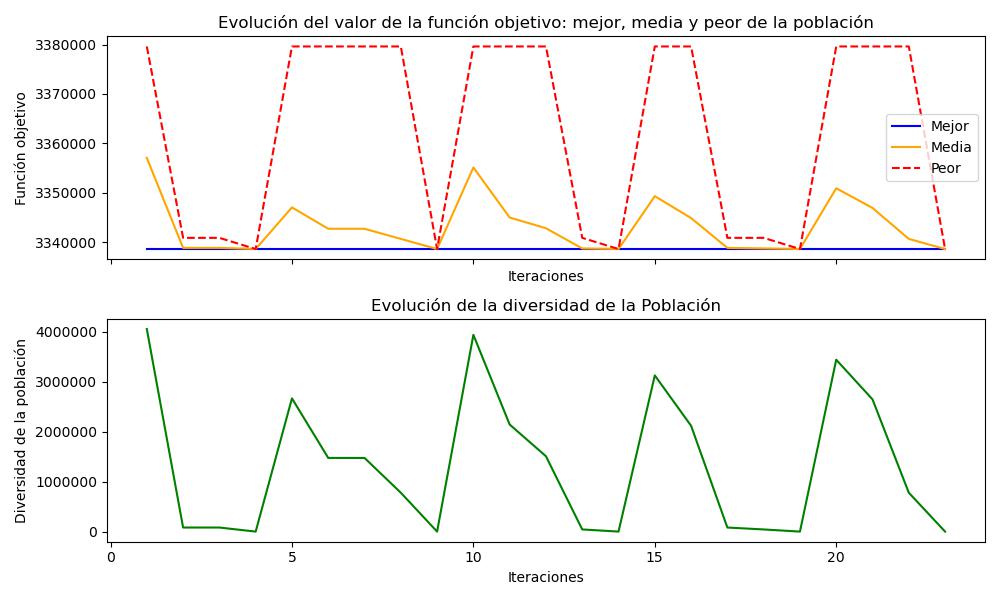 Evolución del valor de la función objetivo: mejor, media y peor de la población
Función objetivo
3380000
3370000
3360000
3350000
3340000
Mejor
Media
Peor
Iteraciones
Evolución de la diversidad de la Población
Diversidad de la población
4000000
3000000
2000000
1000000
0
0 5 10 15 20
Iteraciones